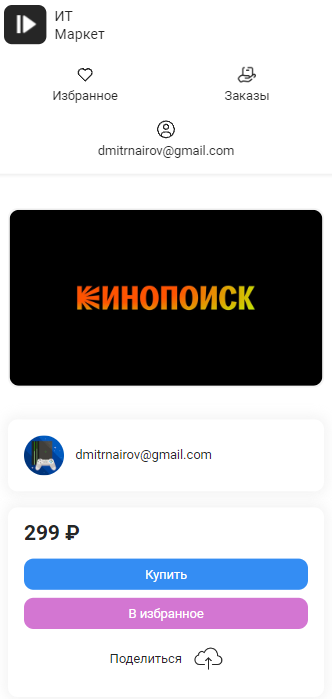 ИТ
Маркет
Избранное
Заказы
dmitrnairov@gmail.com
КИНОПОИСК
dmitrnairov@gmail.com
299 ₽
Купить
В избранное
Поделиться